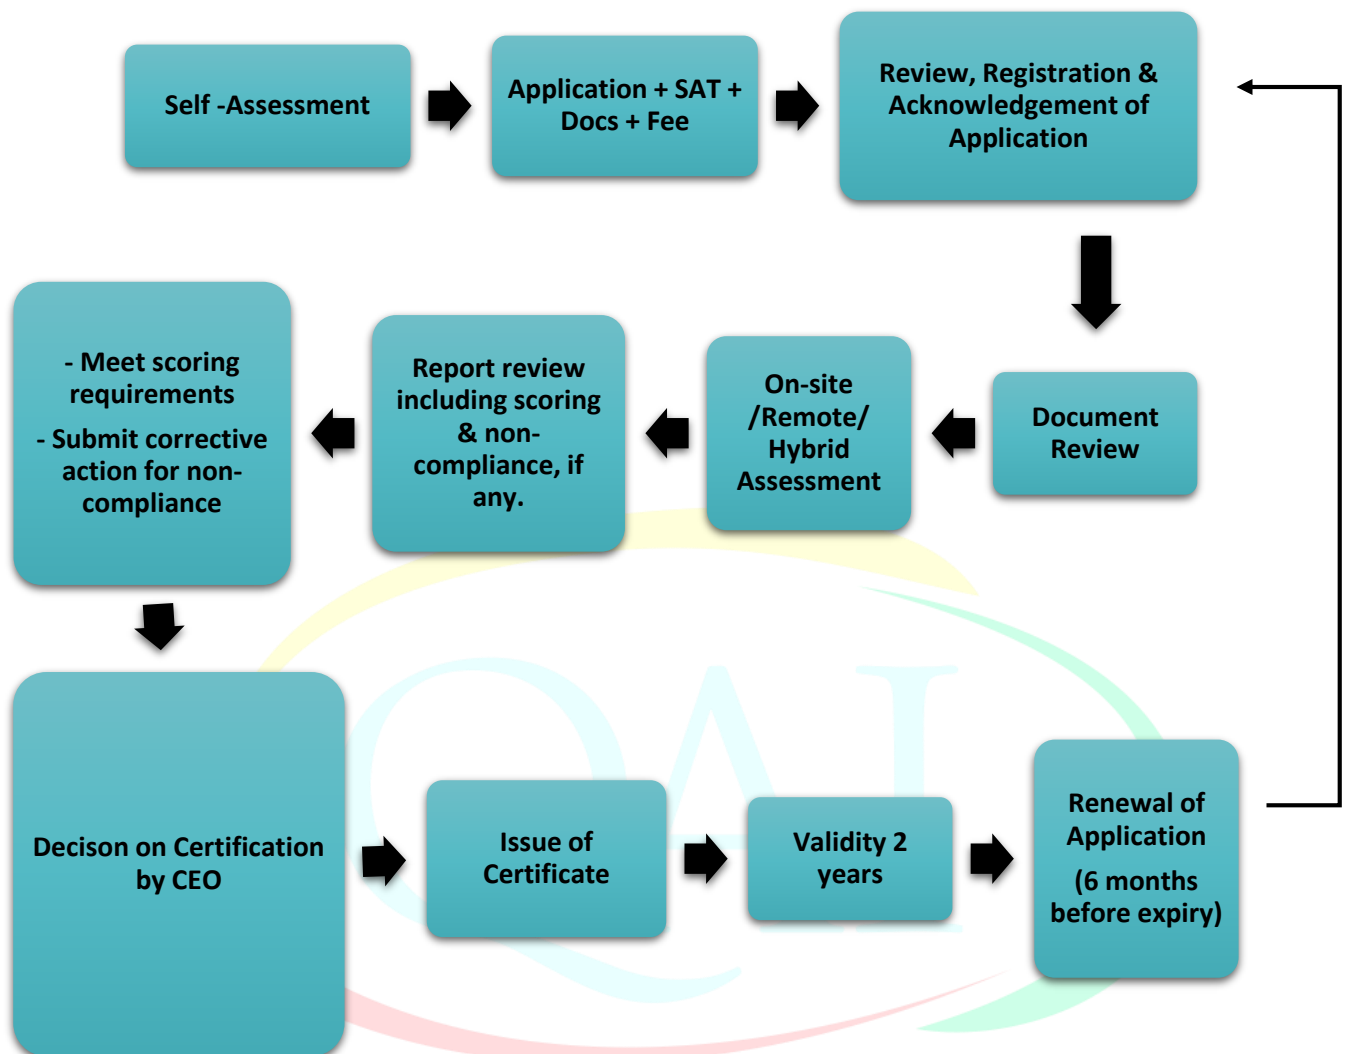 Self -Assessment
Application + SAT +
Docs + Fee
Review, Registration &
Acknowledgement of
Application
- Meet scoring
requirements
- Submit corrective
action for non-
compliance
Report review
including scoring
& non-
compliance, if
any.
On-site
/Remote/
Hybrid
Assessment
Document
Review
Decison on Certification
by CEO
Issue of
Certificate
Validity 2
years
Renewal of
Application
(6 months
before expiry)
QAI